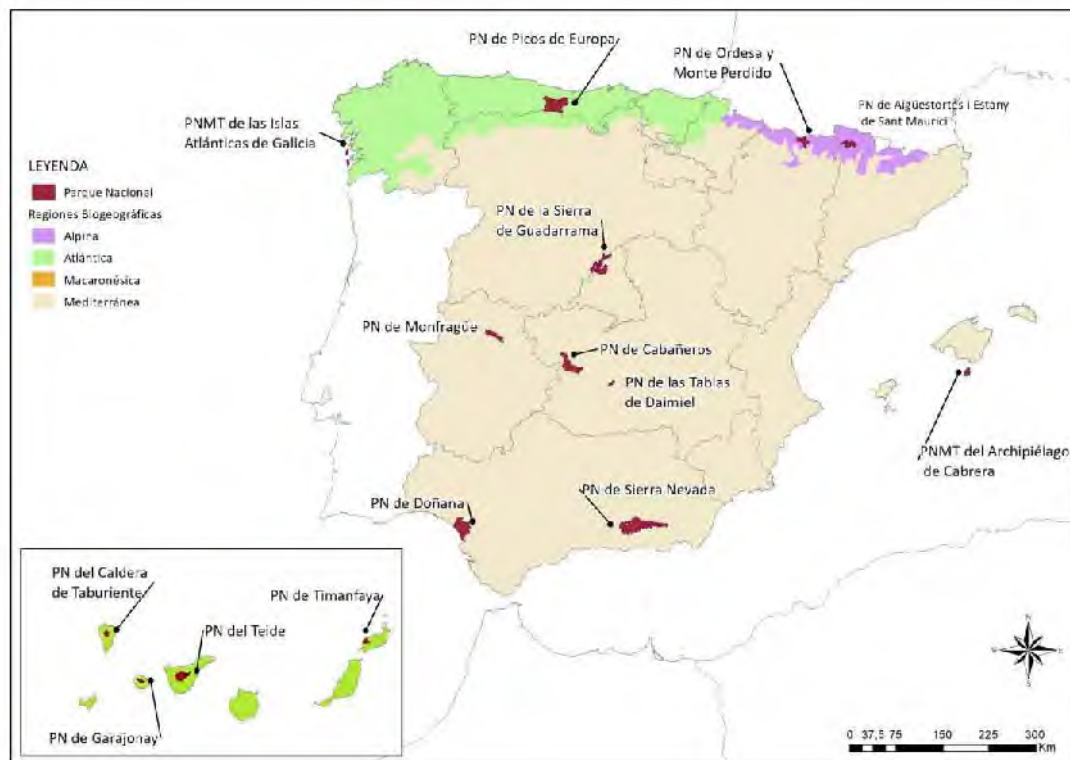 PN de Picos de Europa
PN de Ordesa y
Monte Perdido
PN de Aigüestortes i Estany
de Sant Maurici
PNMT de las Islas
Atlánticas de Galicia
LEYENDA
Parque Nacional
Regiones Biogeográficas
Alpina
Atlántica
Macaronésica
Mediterránea
PN de la Sierra
de Guadarrama
PN de Monfragüe
PN de Cabañeros
PN de las Tablas
de Daimiel
PNMT del Archipiélago
de Cabrera
PN de Doñana
PN de Sierra Nevada
PN del Caldera
de Taburiente
PN de Timanfaya
PN del Teide
PN de Garajonay
N
W E
S
0 37,5 75 150 225 300
Km